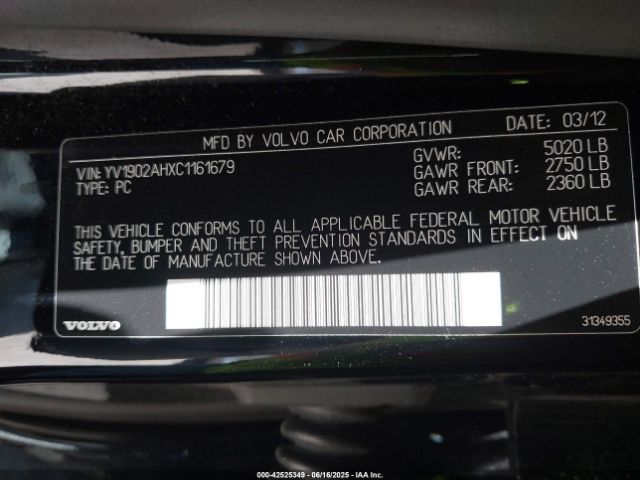 MFD BY VOLVO CAR CORPORATION DATE: 03/12
VIN: YV1902AHXC1161679 GVWR: 5020 LB
TYPE: PC GAWR FRONT: 2750 LB
GAWR REAR: 2360 LB
THIS VEHICLE CONFORMS TO ALL APPLICABLE FEDERAL MOTOR VEHICLE
SAFETY, BUMPER AND THEFT PREVENTION STANDARDS IN EFFECT ON
THE DATE OF MANUFACTURE SHOWN ABOVE.
VOLVO 31349355
000-42525349 - 06/16/2025 - IAA Inc.